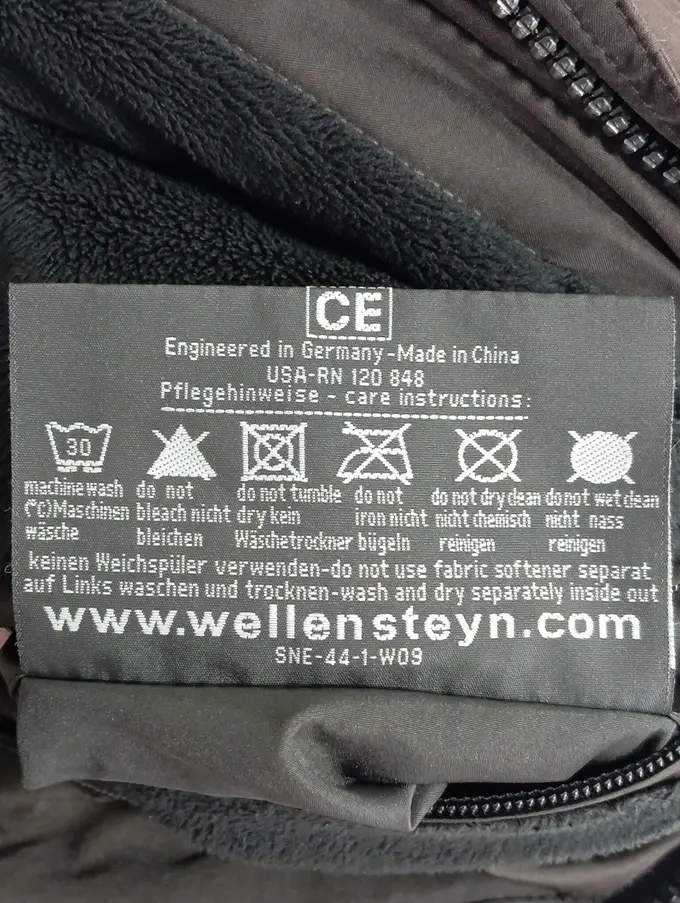 CE
Engineered in Germany-Made in China
USA-RN 120 848
Pflegehinweise - care instructions:
30
machine wash do not do not tumble do not do not dry clean do not wet clean
(°C)Maschinen bleach nicht dry kein iron nicht nicht chemisch nicht nass
wäsche bleichen Wäschetrockner bügeln reinigen reinigen
keinen Weichspüler verwenden-do not use fabric softener separat
auf Links waschen und trocknen-wash and dry separately inside out
www.wellensteyn.com
SNE-44-1-W09